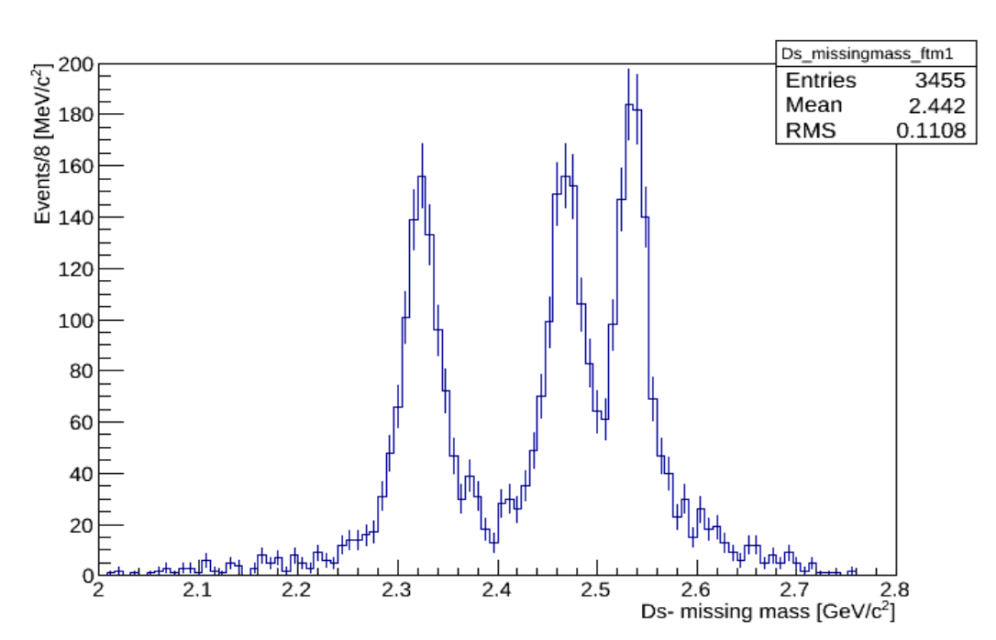 Ds_missingmass_ftm1
Entries 3455
Mean 2.442
RMS 0.1108
Events/8 [MeV/c²]
200
180
160
140
120
100
80
60
40
20
0
2 2.1 2.2 2.3 2.4 2.5 2.6 2.7 2.8
Ds- missing mass [GeV/c²]